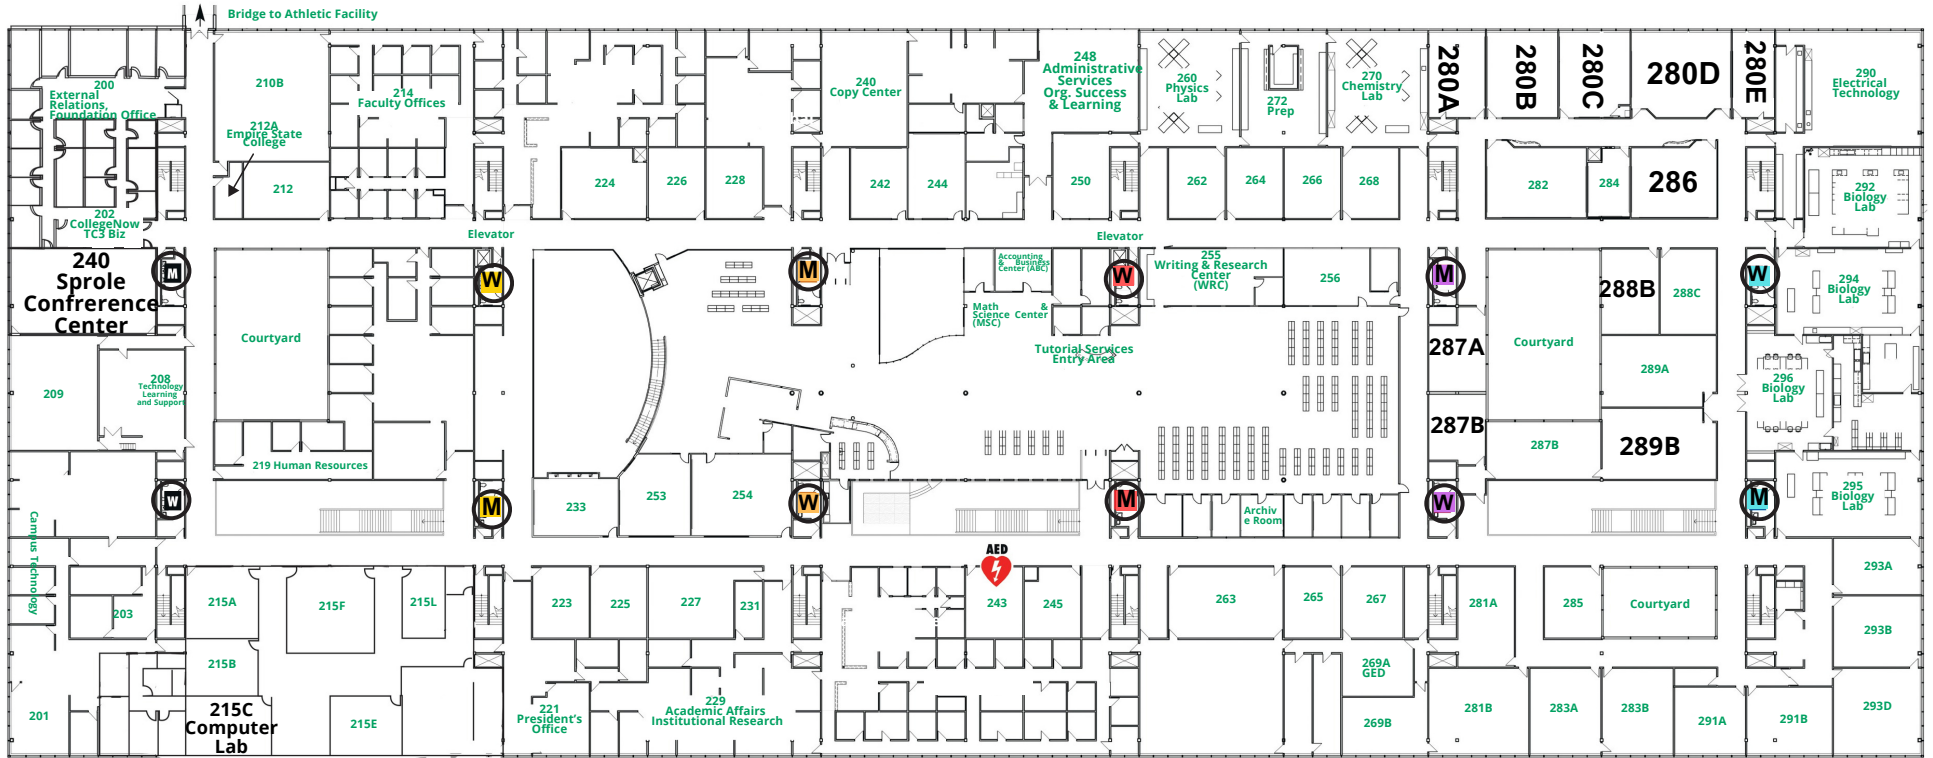 Bridge to Athletic Facility
200
External
Relations,
Foundation Office
210B
212A
Empire State
College
212
214
Faculty Offices
202
CollegeNow
TC3 Biz
224
226
228
240
Copy Center
242
244
248
Administrative
Services
Org. Success
& Learning
250
260
Physics
Lab
272
Prep
270
Chemistry
Lab
262
264
266
268
280A
280B
280C
280D
280E
282
284
286
290
Electrical
Technology
292
Biology
Lab
Elevator
Elevator
240
Sprole
Confrerence
Center
M
W
M
W
M
W
Courtyard
Accounting
& Business
Center (ABC)
Math &
Science Center
(MSC)
Tutorial Services
Entry Area
255
Writing & Research
Center
(WRC)
256
287A
287B
Courtyard
287B
288B
288C
289A
289B
294
Biology
Lab
296
Biology
Lab
295
Biology
Lab
209
208
Technology
Learning
and Support
219 Human Resources
233
253
254
Archiv
e Room
W
M
W
M
W
M
AED
Campus Technology
203
201
215A
215F
215L
215B
215C
Computer
Lab
215E
223
225
227
231
221
President's
Office
229
Academic Affairs
Institutional Research
243
245
263
265
267
269A
GED
269B
281A
285
Courtyard
281B
283A
283B
291A
291B
293A
293B
293D